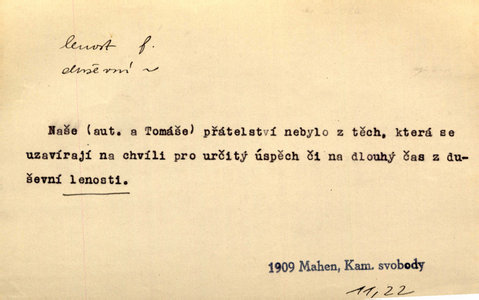 lenost f.
duševní ~
Naše (aut. a Tomáše) přátelství nebylo z těch, která se
uzavírají na chvíli pro určitý úspěch či na dlouhý čas z du-
ševní lenosti.
1909 Mahen, Kam. svobody
11, 22